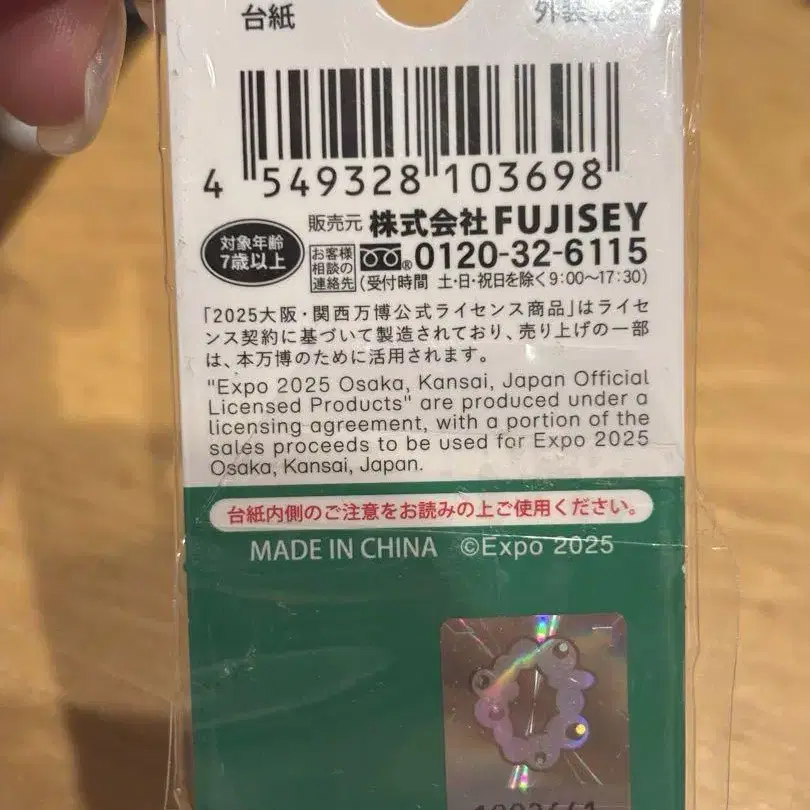 台紙
外装
4 549328 103698
対象年齢
7歳以上
販売元 株式会社 FUJISEY
お客様
相談の
連絡先
®0120-32-6115
(受付時間 土・日・祝日を除く9:00〜17:30)
「2025大阪・関西万博公式ライセンス商品」はライセ
ンス契約に基づいて製造されており、売り上げの一部
は、本万博のために活用されます。
"Expo 2025 Osaka, Kansai, Japan Official
Licensed Products" are produced under a
licensing agreement, with a portion of the
sales proceeds to be used for Expo 2025
Osaka, Kansai, Japan.
台紙内側のご注意をお読みの上ご使用ください。
MADE IN CHINA ©Expo 2025